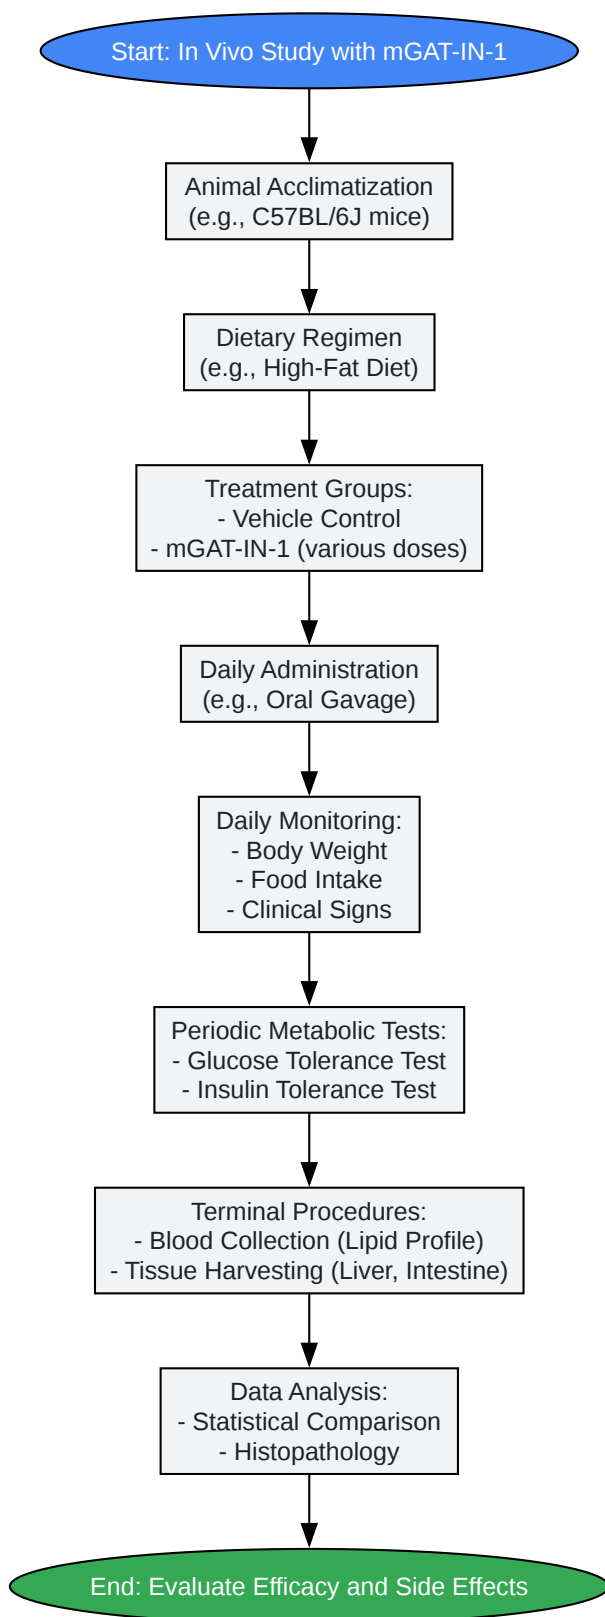 Start: In Vivo Study with mGAT-IN-1
Animal Acclimatization
(e.g., C57BL/6J mice)
Dietary Regimen
(e.g., High-Fat Diet)
Treatment Groups:
- Vehicle Control
- mGAT-IN-1 (various doses)
Daily Administration
(e.g., Oral Gavage)
Daily Monitoring:
- Body Weight
- Food Intake
- Clinical Signs
Periodic Metabolic Tests:
- Glucose Tolerance Test
- Insulin Tolerance Test
Terminal Procedures:
- Blood Collection (Lipid Profile)
- Tissue Harvesting (Liver, Intestine)
Data Analysis:
- Statistical Comparison
- Histopathology
End: Evaluate Efficacy and Side Effects